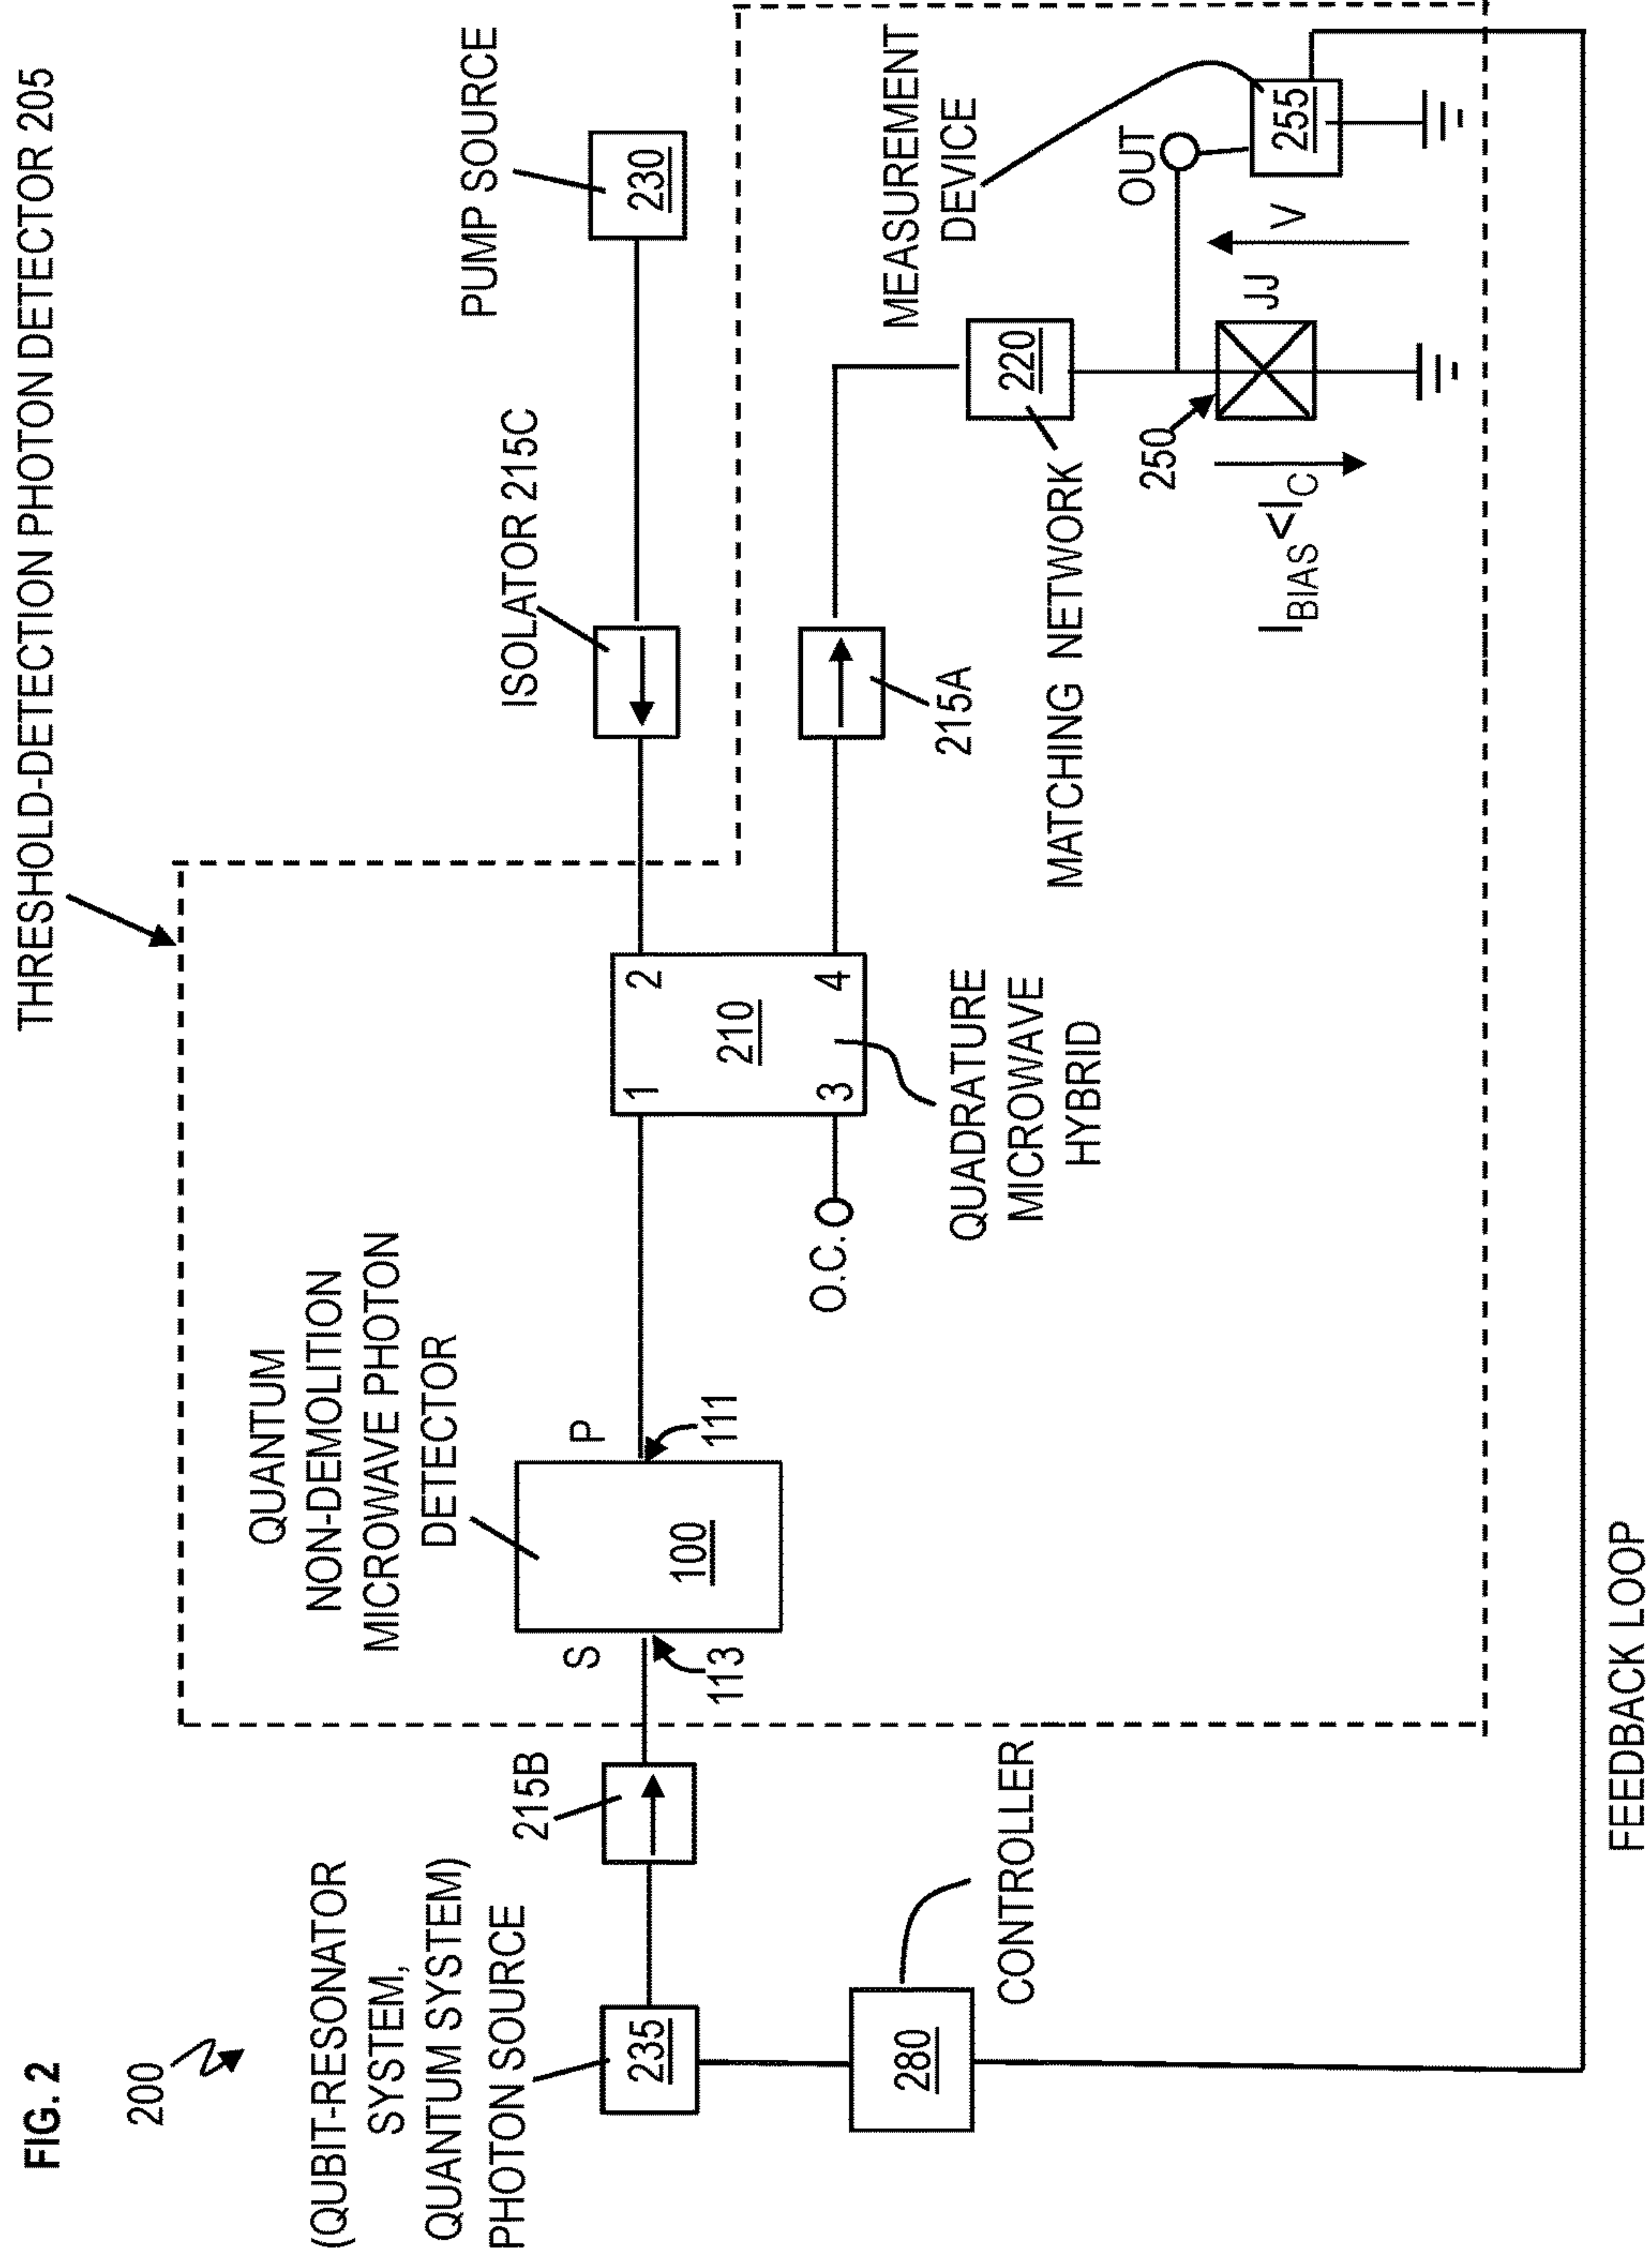 FIG. 2
200
THRESHOLD-DETECTION PHOTON DETECTOR 205
(QUBIT-RESONATOR
SYSTEM,
QUANTUM SYSTEM)
PHOTON SOURCE
235
215B
QUANTUM
NON-DEMOLITION
MICROWAVE PHOTON
DETECTOR
S
113
100
P
111
1
2
3
4
210
O.C.
QUADRATURE
MICROWAVE
HYBRID
ISOLATOR 215C
PUMP SOURCE
230
215A
MATCHING NETWORK
220
MEASUREMENT
DEVICE
OUT
255
250
JJ
V
IBIAS<IC
280
CONTROLLER
FEEDBACK LOOP